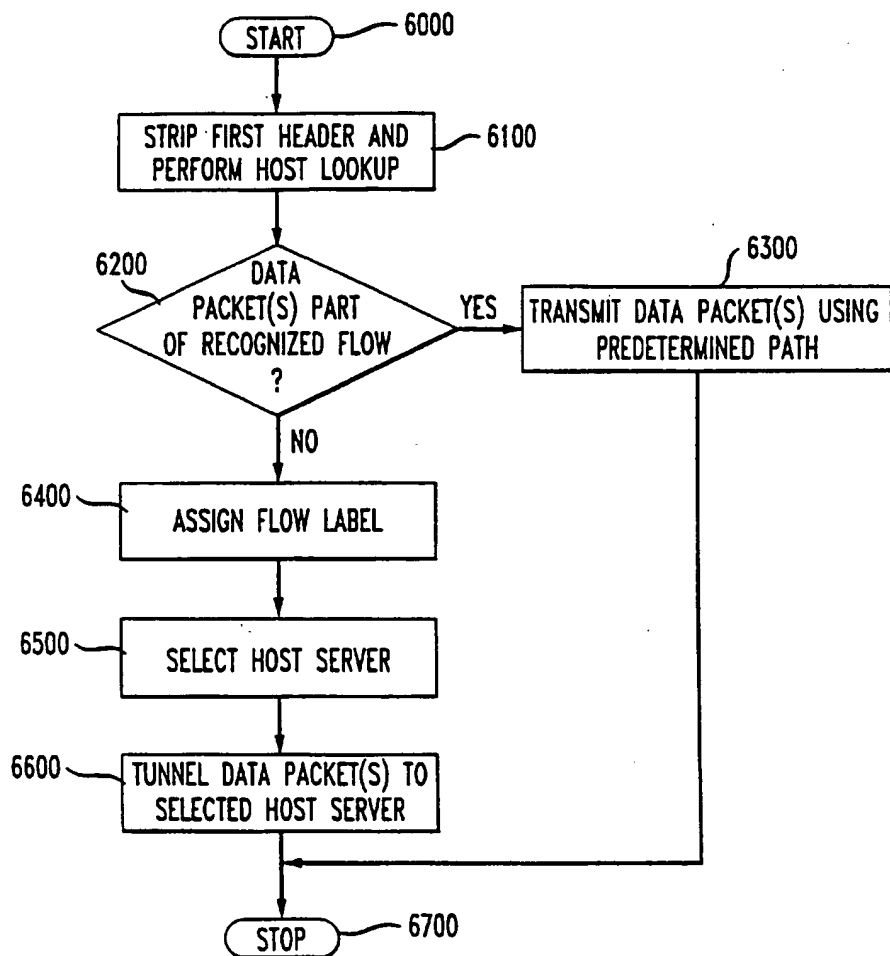 START
6000
STRIP FIRST HEADER AND
PERFORM HOST LOOKUP
6100
6200
DATA
PACKET(S) PART
OF RECOGNIZED FLOW
?
YES
6300
TRANSMIT DATA PACKET(S) USING
PREDETERMINED PATH
NO
6400
ASSIGN FLOW LABEL
6500
SELECT HOST SERVER
6600
TUNNEL DATA PACKET(S) TO
SELECTED HOST SERVER
STOP
6700